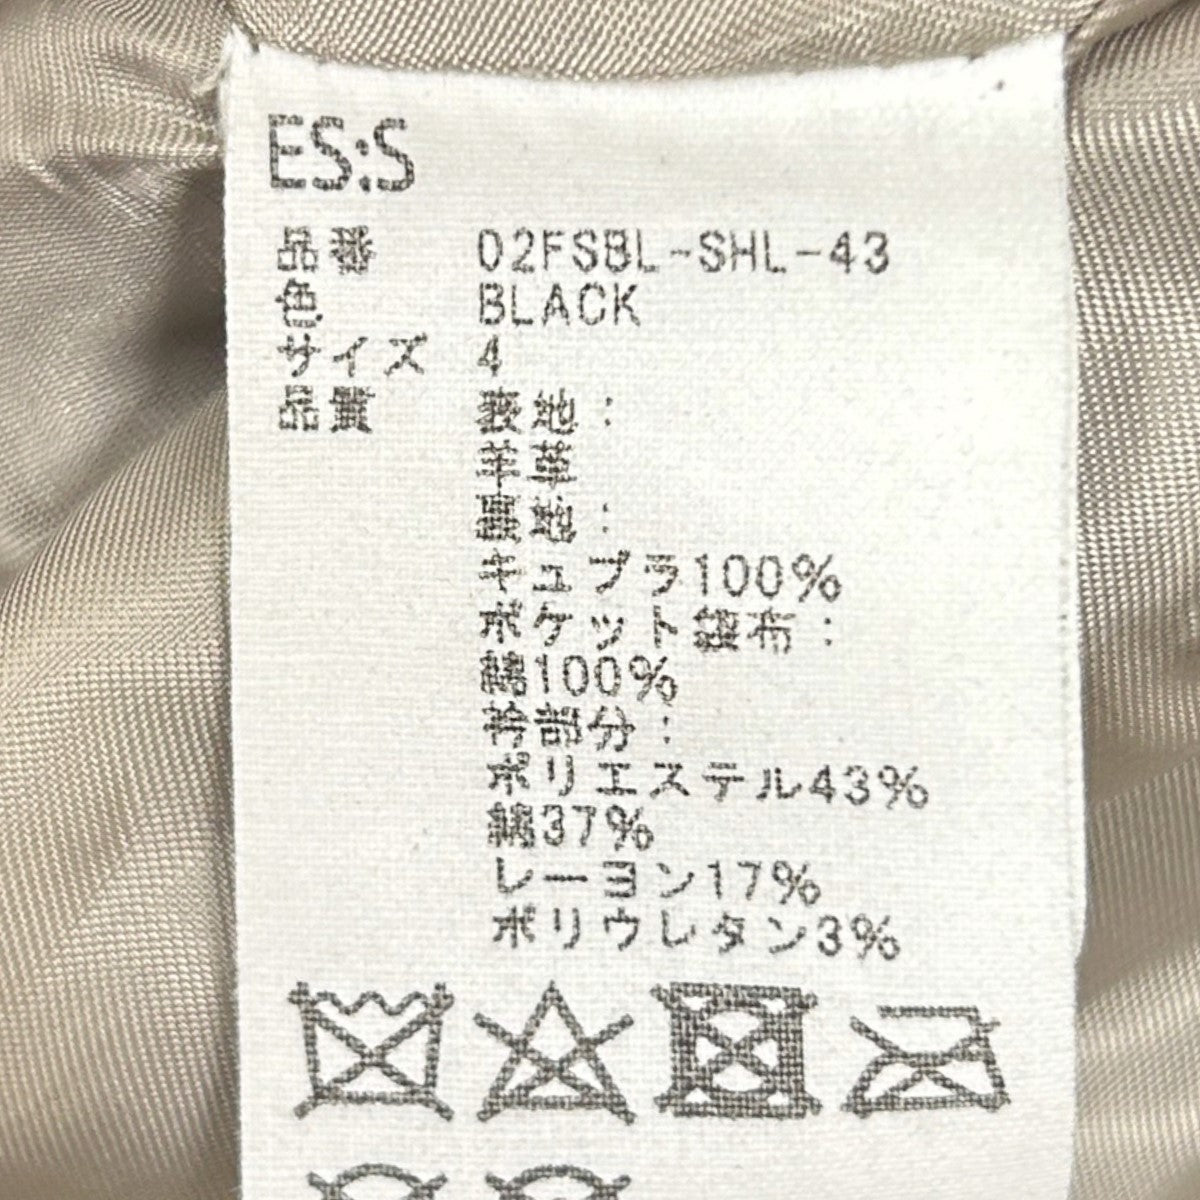 ES:S
品番 02FSBL-SHL-43
色 BLACK
サイズ 4
品質 表地:
羊革
裏地:
キュプラ100%
ポケット袋布:
綿100%
衿部分:
ポリエステル43%
綿37%
レーヨン17%
ポリウレタン3%